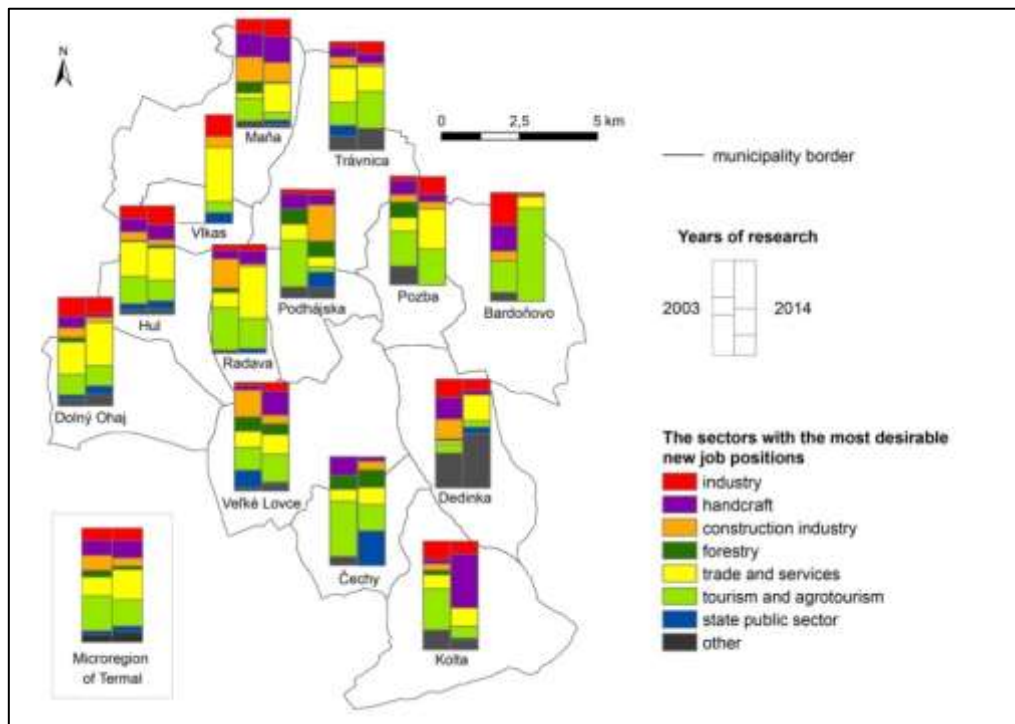 N
Maňa
Trávnica
0 2,5 5 km
municipality border
Vlkas
Hul
Podhájska
Pozba
Bardoňovo
Years of research
2003 2014
Radava
Dolný Ohaj
Veľké Lovce
Dedinka
Čechy
Kolta
The sectors with the most desirable
new job positions
industry
handcraft
construction industry
forestry
trade and services
tourism and agrotourism
state public sector
other
Microregion
of Termal